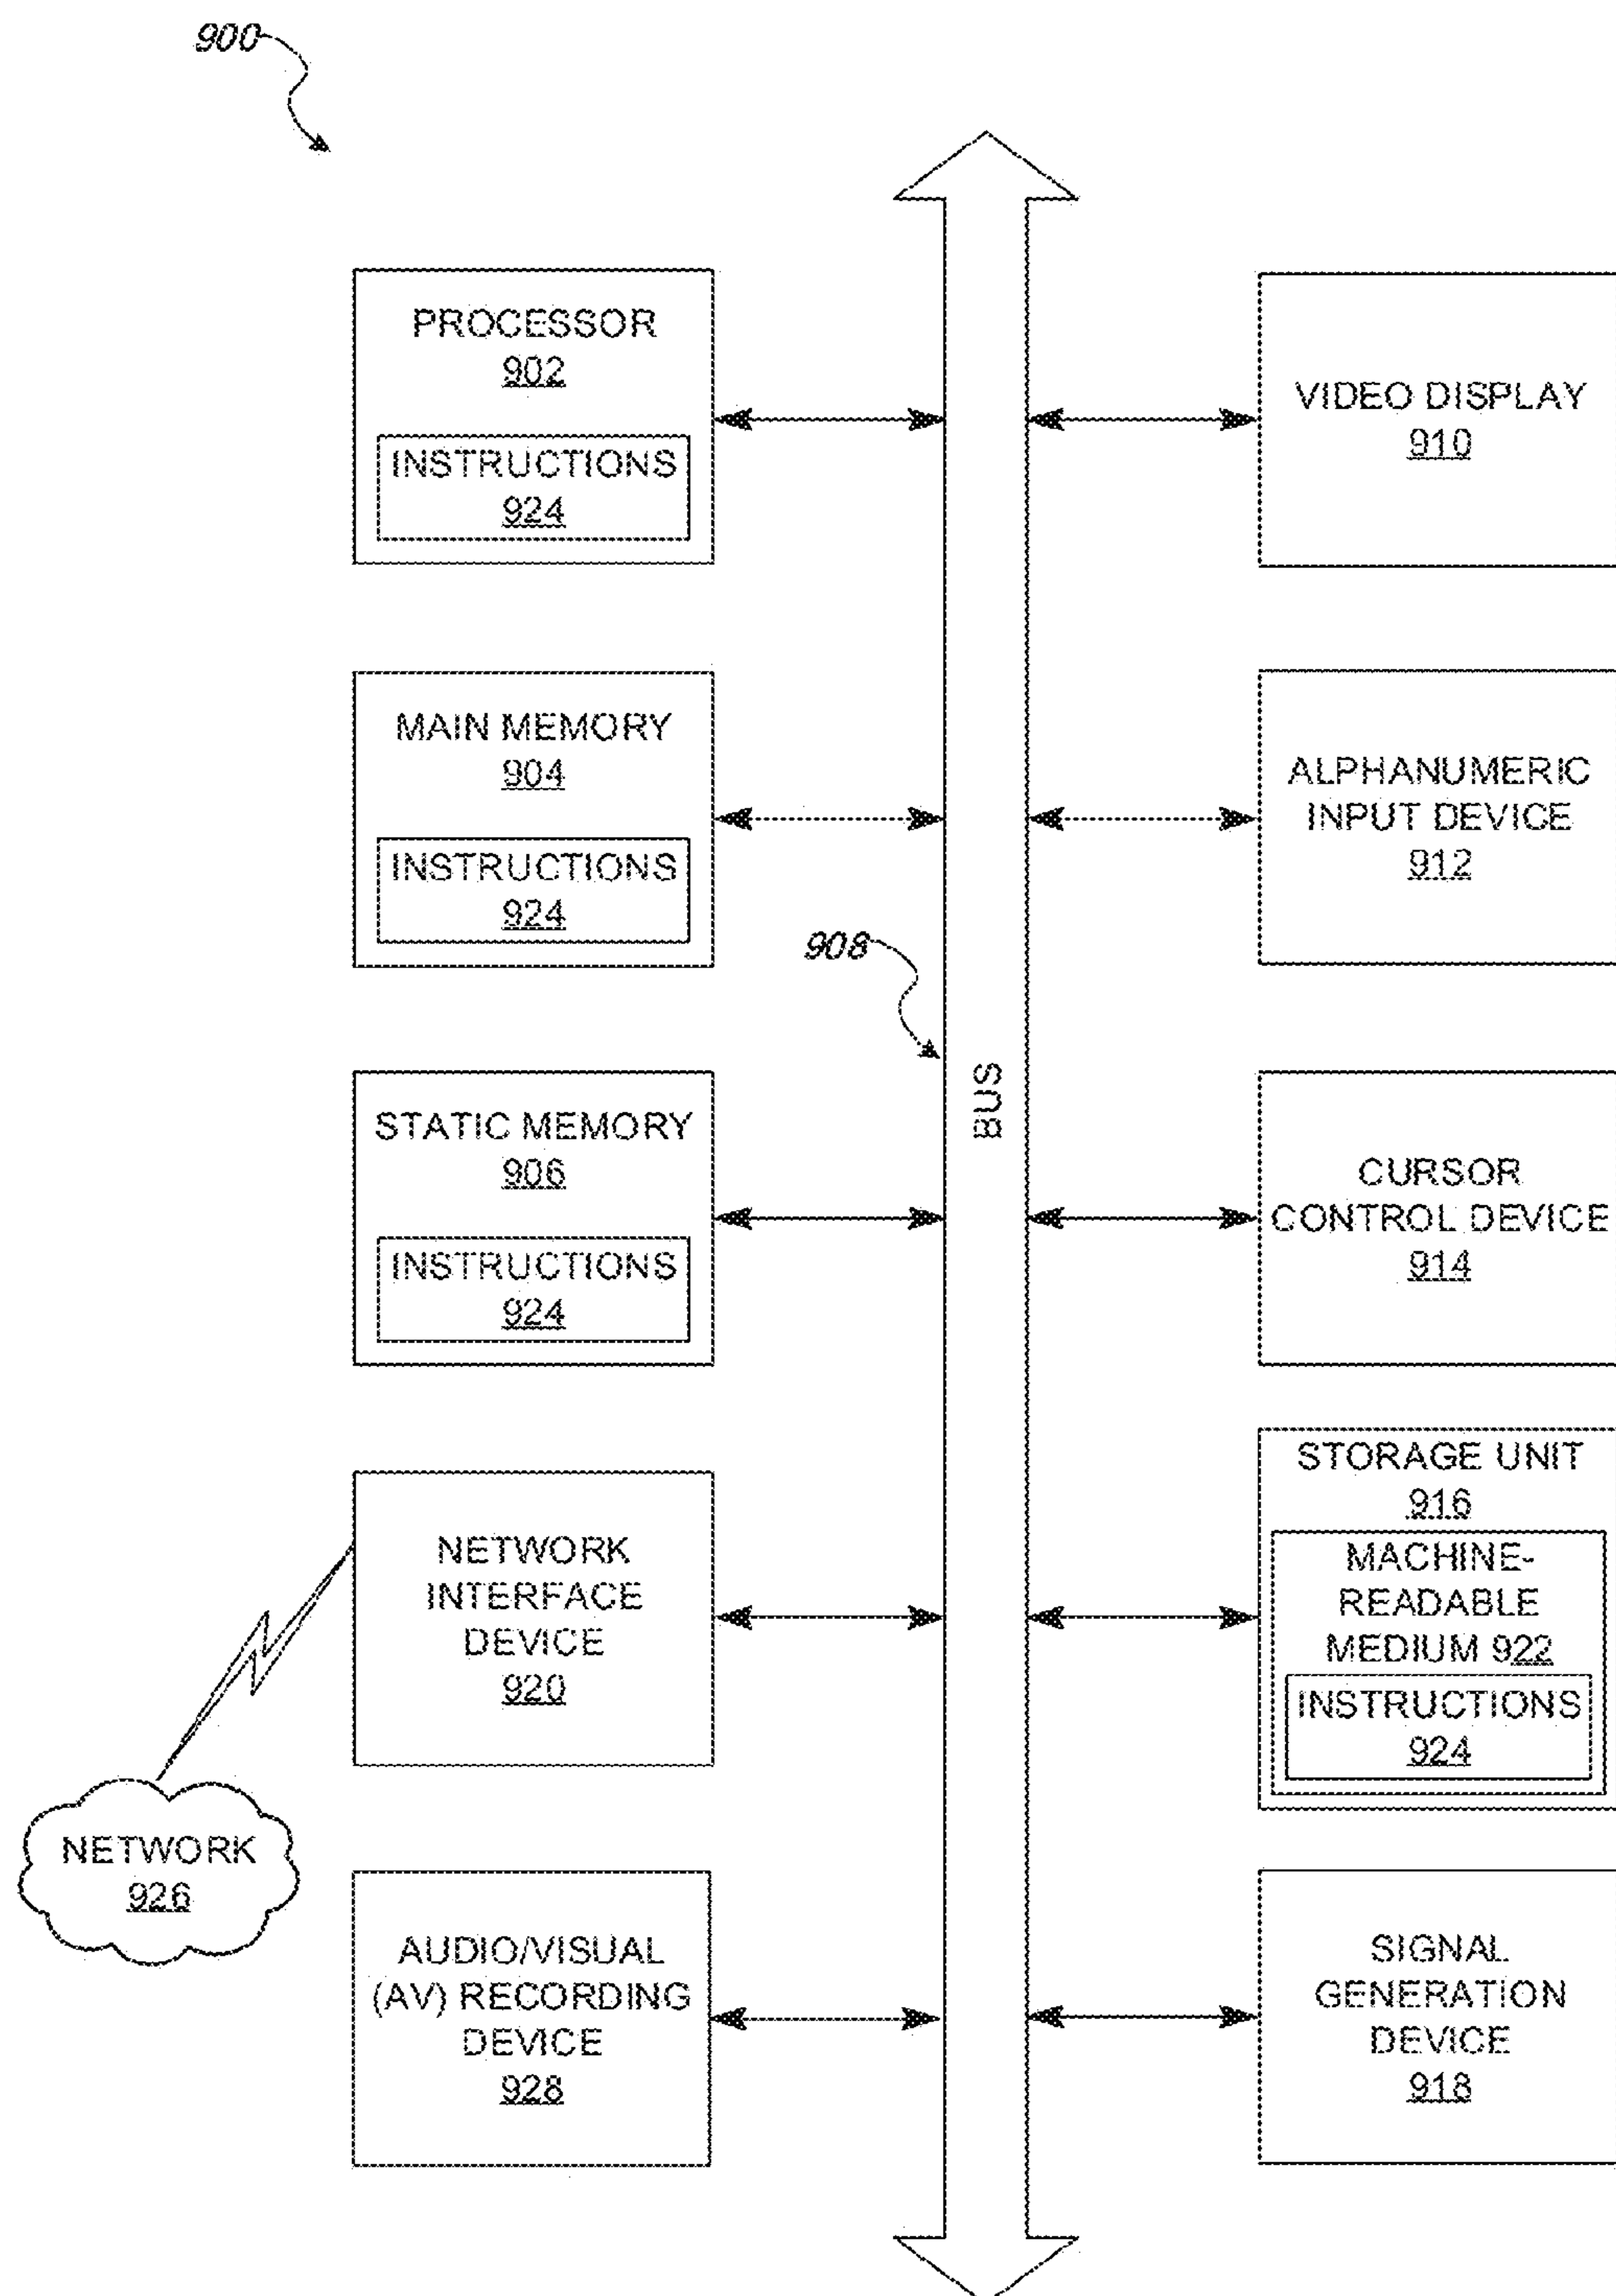 900
PROCESSOR
902
INSTRUCTIONS
924
MAIN MEMORY
904
INSTRUCTIONS
924
STATIC MEMORY
906
INSTRUCTIONS
924
NETWORK
INTERFACE
DEVICE
920
NETWORK
926
AUDIO/VISUAL
(AV) RECORDING
DEVICE
928
908
BUS
VIDEO DISPLAY
910
ALPHANUMERIC
INPUT DEVICE
912
CURSOR
CONTROL DEVICE
914
STORAGE UNIT
916
MACHINE-
READABLE
MEDIUM 922
INSTRUCTIONS
924
SIGNAL
GENERATION
DEVICE
918